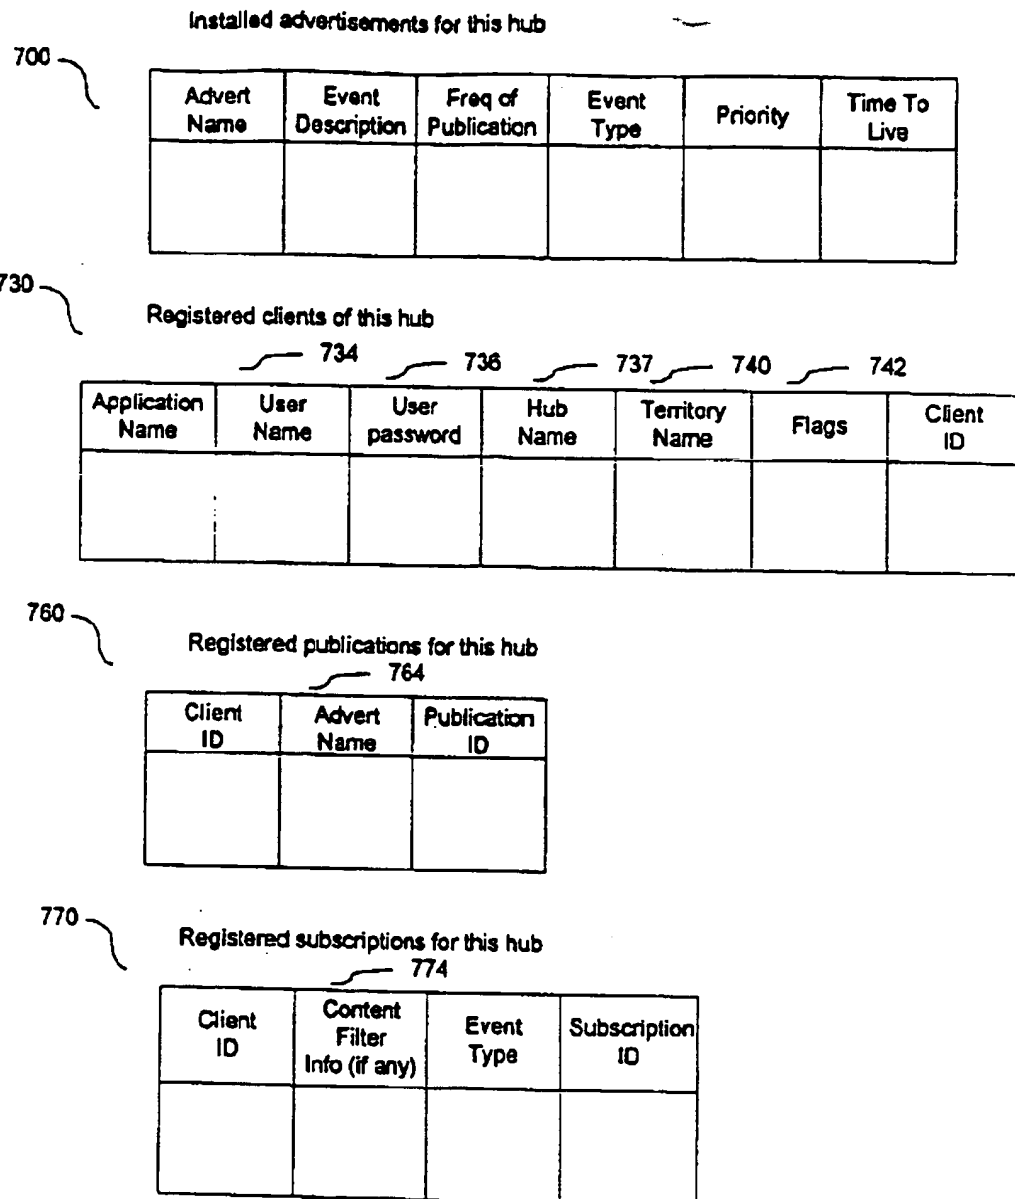 Installed advertisements for this hub
700
Advert Name
Event Description
Freq of Publication
Event Type
Priority
Time To Live
730
Registered clients of this hub
734
736
737
740
742
Application Name
User Name
User password
Hub Name
Territory Name
Flags
Client ID
760
Registered publications for this hub
764
Client ID
Advert Name
Publication ID
770
Registered subscriptions for this hub
774
Client ID
Content Filter Info (if any)
Event Type
Subscription ID